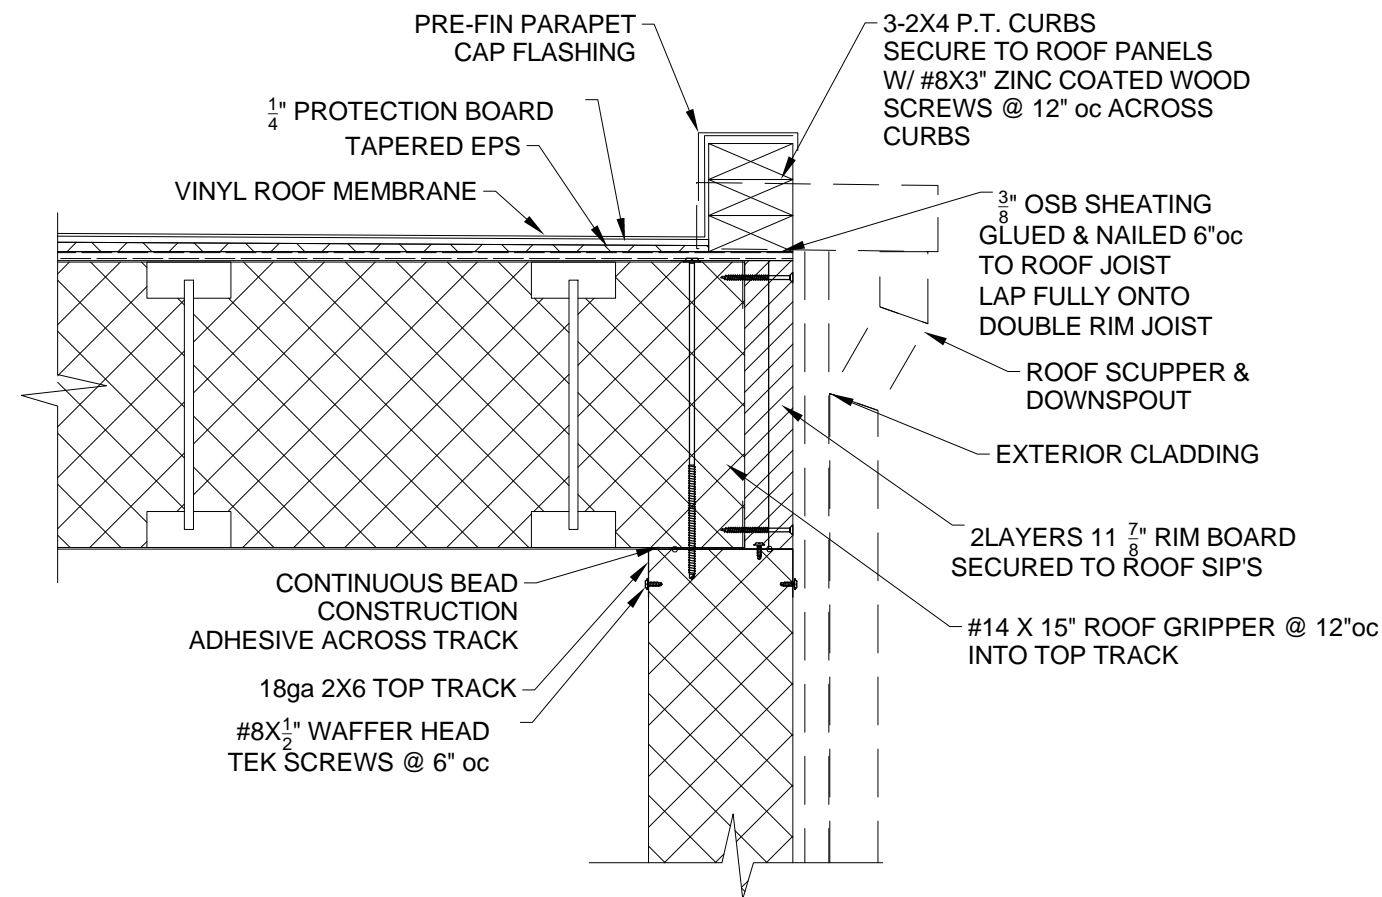 PRE-FIN PARAPET
CAP FLASHING
1/4" PROTECTION BOARD
TAPERED EPS
VINYL ROOF MEMBRANE
3-2X4 P.T. CURBS
SECURE TO ROOF PANELS
W/ #8X3" ZINC COATED WOOD
SCREWS @ 12" oc ACROSS
CURBS
3/8" OSB SHEATING
GLUED & NAILED 6"oc
TO ROOF JOIST
LAP FULLY ONTO
DOUBLE RIM JOIST
ROOF SCUPPER &
DOWNSPOUT
EXTERIOR CLADDING
2LAYERS 11 7/8" RIM BOARD
SECURED TO ROOF SIP'S
#14 X 15" ROOF GRIPPER @ 12"oc
INTO TOP TRACK
CONTINUOUS BEAD
CONSTRUCTION
ADHESIVE ACROSS TRACK
18ga 2X6 TOP TRACK
#8X1/2" WAFFER HEAD
TEK SCREWS @ 6" oc